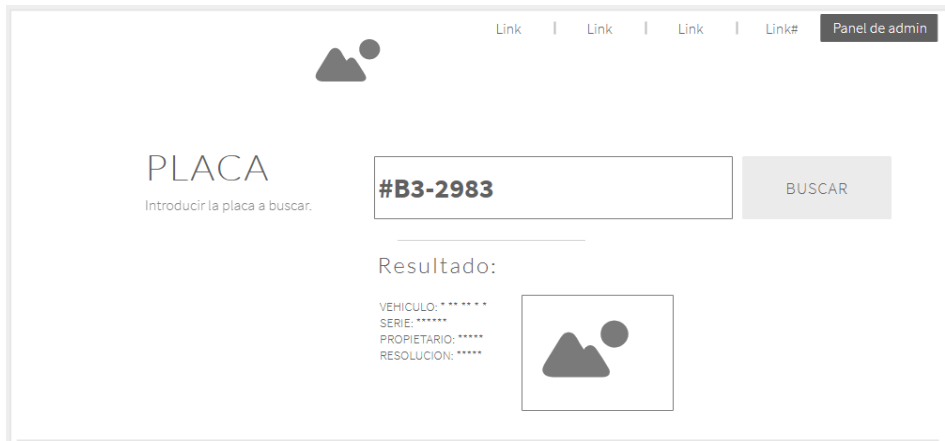 Link | Link | Link | Link# Panel de admin
PLACA
Introducir la placa a buscar.
#B3-2983
BUSCAR
Resultado:
VEHICULO: * ** ** * *
SERIE: ******
PROPIETARIO: *****
RESOLUCION: *****